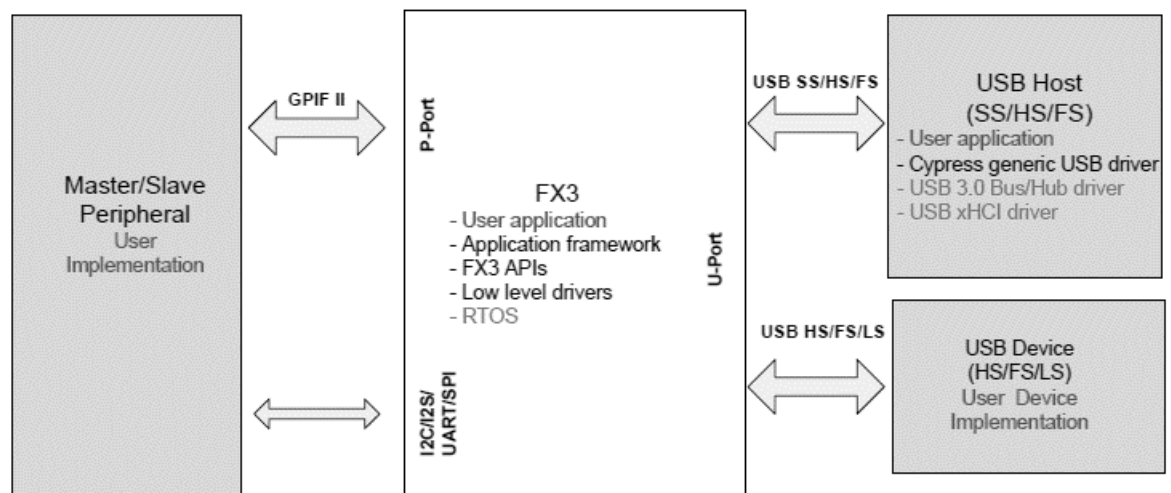 Master/Slave
Peripheral
User
Implementation
GPIF II
P-Port
FX3
- User application
- Application framework
- FX3 APIs
- Low level drivers
- RTOS
U-Port
I2C/I2S/
UART/SPI
USB SS/HS/FS
USB Host
(SS/HS/FS)
- User application
- Cypress generic USB driver
- USB 3.0 Bus/Hub driver
- USB xHCI driver
USB HS/FS/LS
USB Device
(HS/FS/LS)
User Device
Implementation